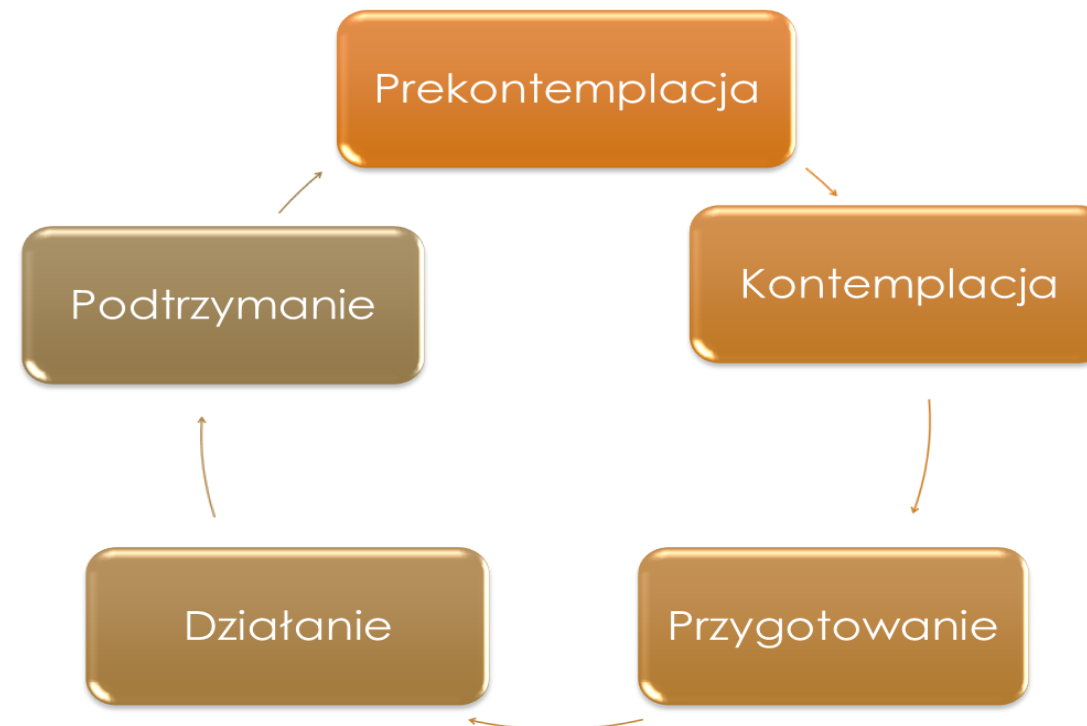 Prekontemplacja
Kontemplacja
Przygotowanie
Działanie
Podtrzymanie